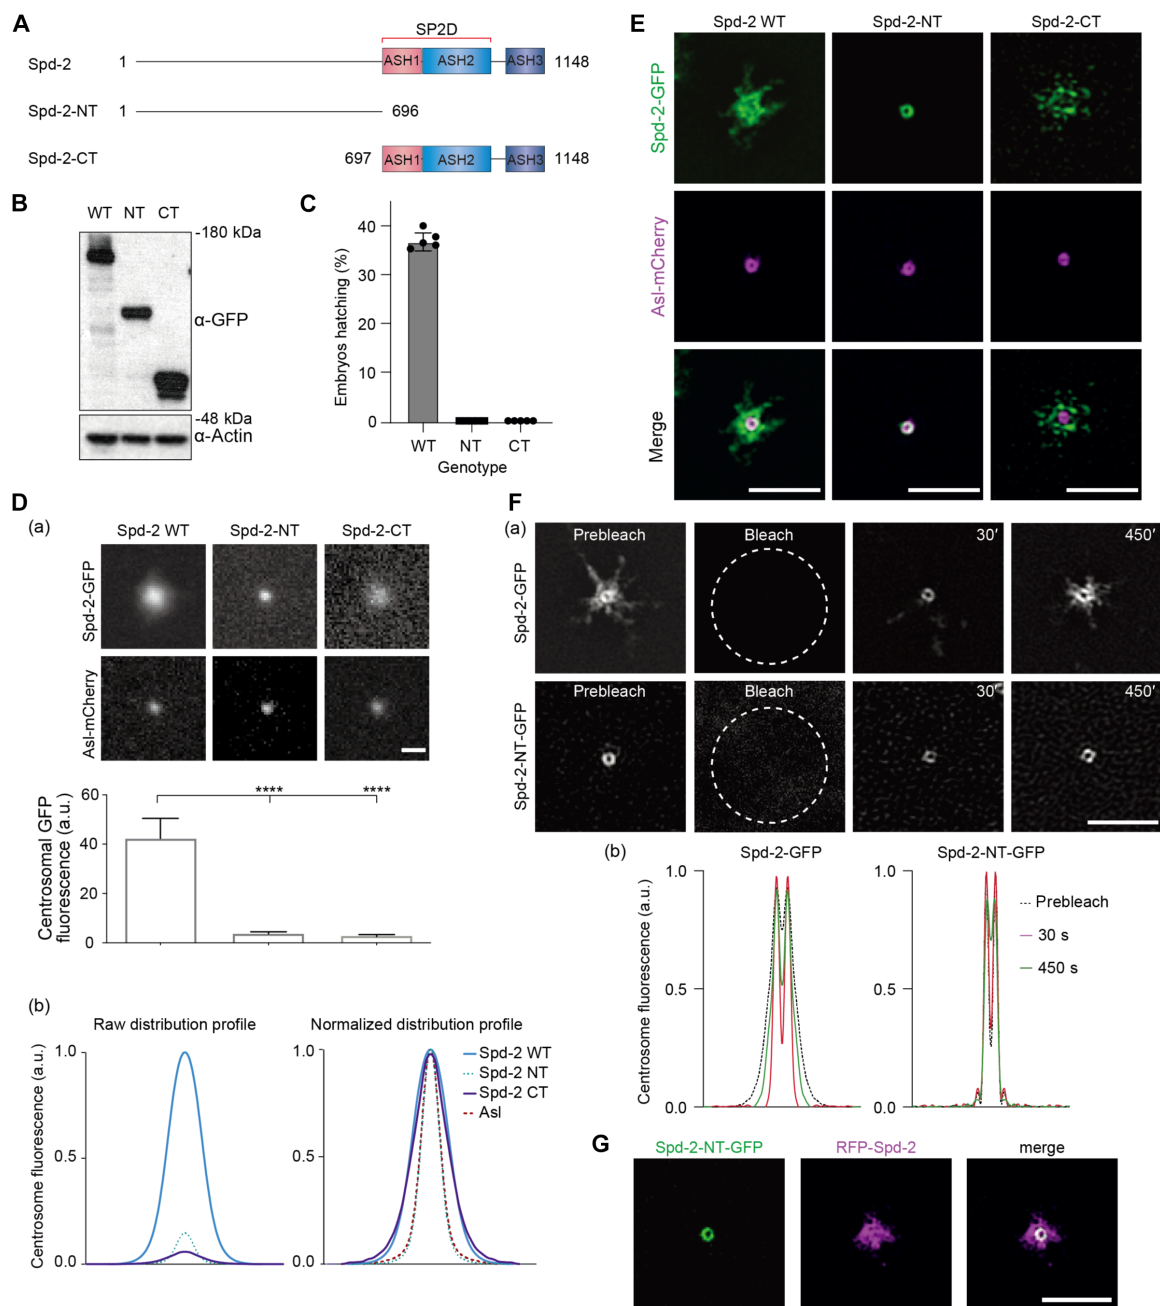 A
SP2D
Spd-2 1 ASH1 ASH2 ASH3 1148
Spd-2-NT 1 696
Spd-2-CT 697 ASH1 ASH2 ASH3 1148
B
WT NT CT
-180 kDa
α-GFP
-48 kDa
α-Actin
C
Embryos hatching (%)
40
30
20
10
0
WT NT CT
Genotype
D
(a)
Spd-2 WT Spd-2-NT Spd-2-CT
Spd-2-GFP
Asl-mCherry
Centrosomal GFP
fluorescence (a.u.)
60
40
20
0
**** ****
(b)
Raw distribution profile
Normalized distribution profile
Centrosome fluorescence (a.u.)
1.0
0.5
0.0
1.0
0.5
0.0
Spd-2 WT
Spd-2 NT
Spd-2 CT
Asl
E
Spd-2 WT Spd-2-NT Spd-2-CT
Spd-2-GFP
Asl-mCherry
Merge
F
(a)
Spd-2-GFP
Prebleach Bleach 30′ 450′
Spd-2-NT-GFP
Prebleach Bleach 30′ 450′
(b)
Spd-2-GFP Spd-2-NT-GFP
Centrosome fluorescence (a.u.)
1.0
0.5
0.0
1.0
0.5
0.0
Prebleach
30 s
450 s
G
Spd-2-NT-GFP RFP-Spd-2 merge